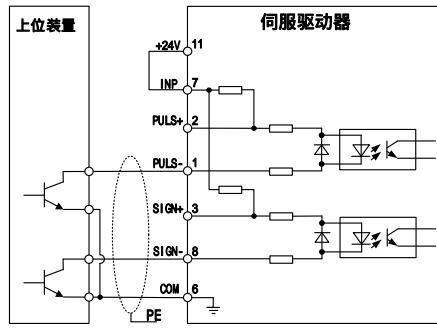 上位装置
伺服驱动器
+24V 11
INP 7
PULS+ 2
PULS- 1
SIGN+ 3
SIGN- 8
COM 6
PE